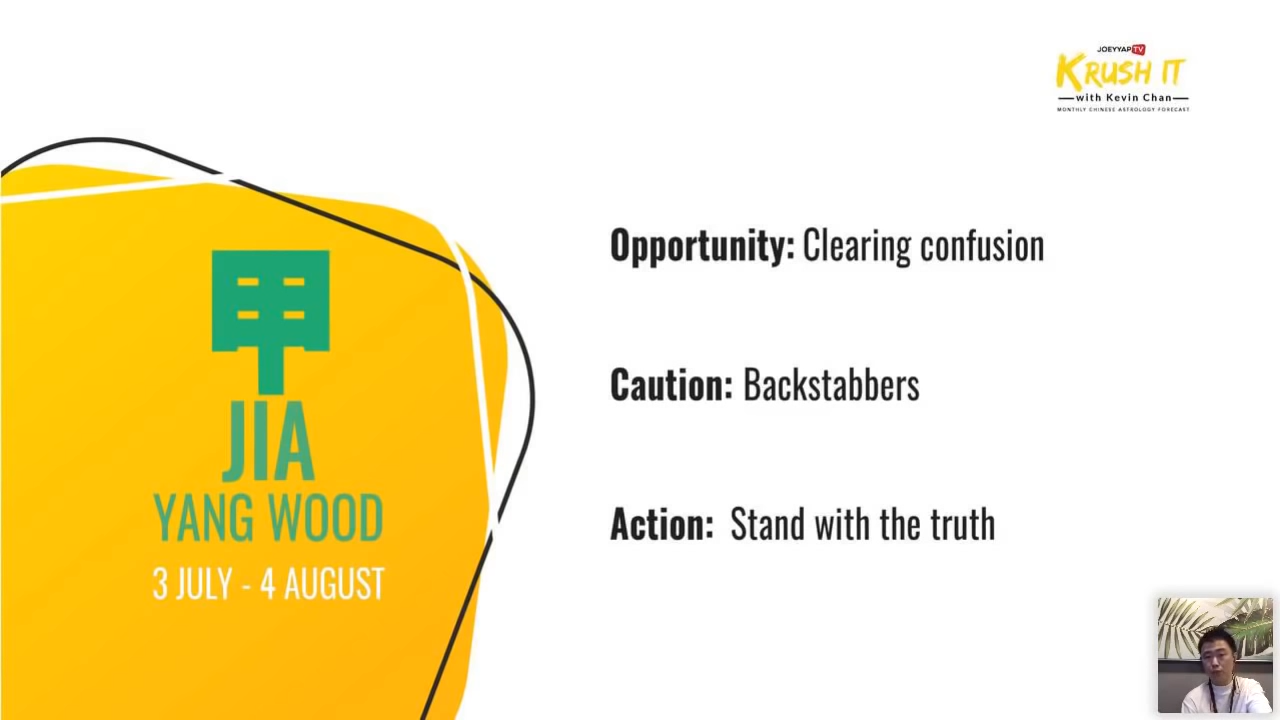 JOEYYAP TV
KRUSH IT
with Kevin Chan
MONTHLY CHINESE ASTROLOGY FORECAST
Opportunity: Clearing confusion
Caution: Backstabbers
Action: Stand with the truth
甲
JIA
YANG WOOD
3 JULY - 4 AUGUST